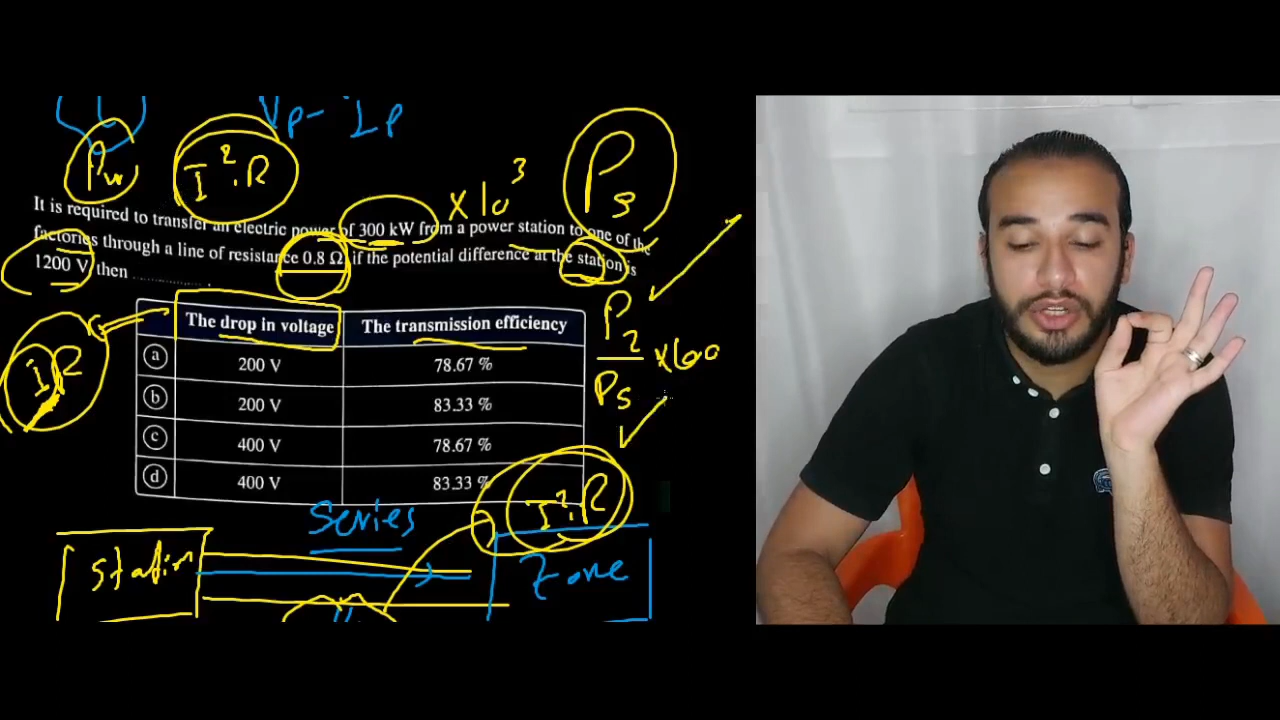 Vp- Ip
Pw
I².R
×10³
Ps
It is required to transfer an electric power of 300 kW from a power station to one of the
factories through a line of resistance 0.8 Ω, if the potential difference at the station is
1200 V, then ....................
The drop in voltage The transmission efficiency
a 200 V 78.67 %
b 200 V 83.33 %
c 400 V 78.67 %
d 400 V 83.33 %
IR
P2
Ps
×100
I².R
Series
Station
Zone